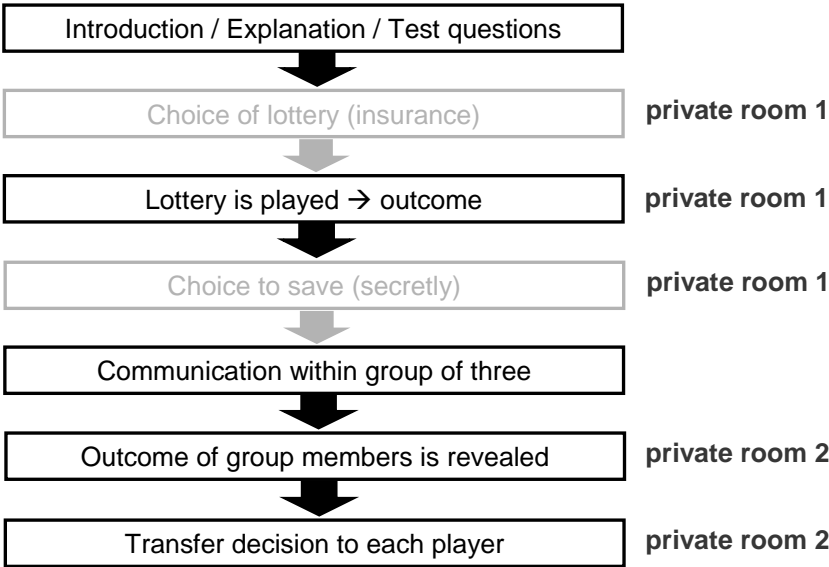 Introduction / Explanation / Test questions
Choice of lottery (insurance) private room 1
Lottery is played → outcome private room 1
Choice to save (secretly) private room 1
Communication within group of three
Outcome of group members is revealed private room 2
Transfer decision to each player private room 2